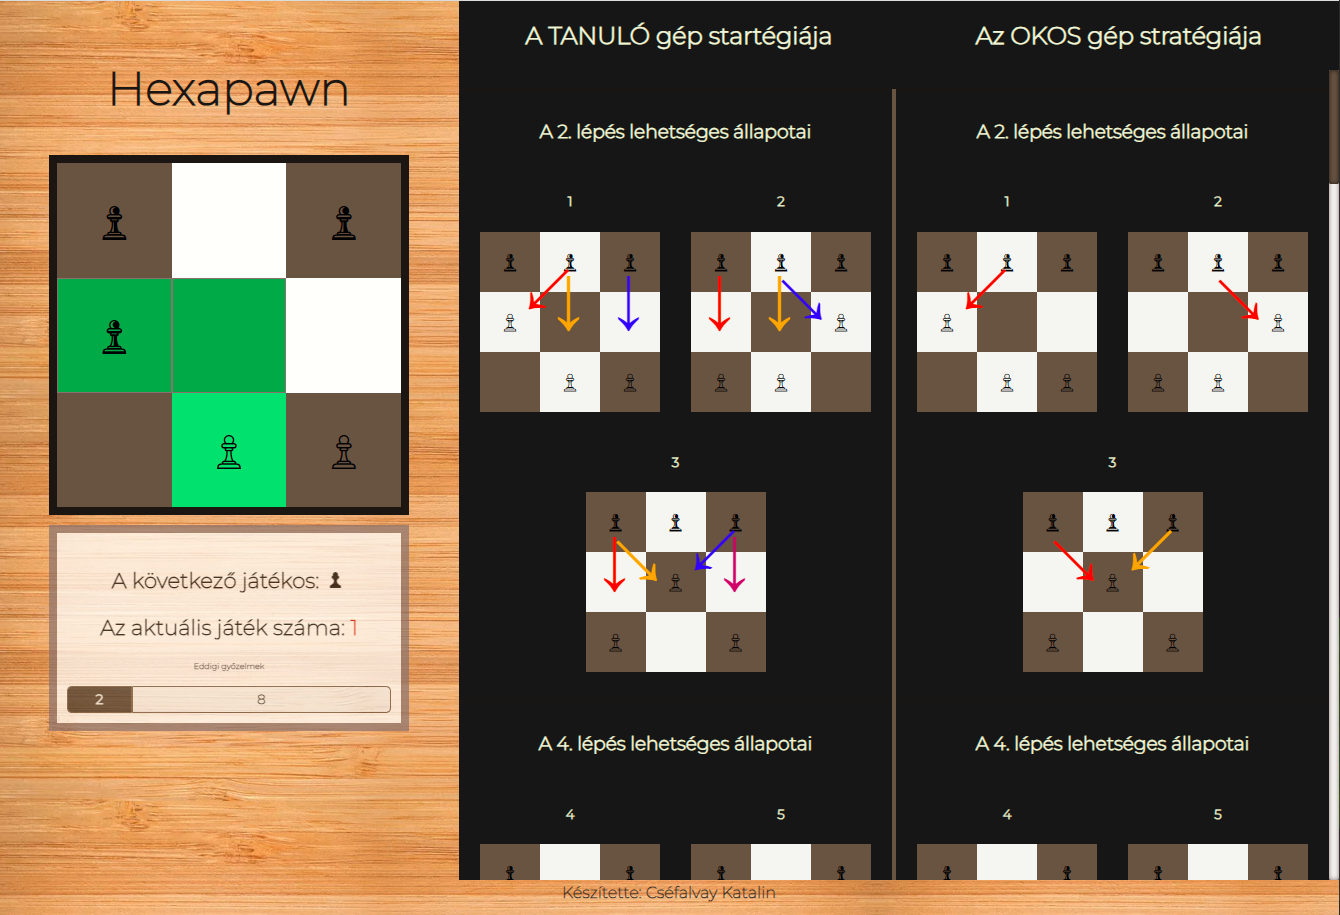 Hexapawn
A következő játékos:
Az aktuális játék száma: 1
Eddigi győzelmek
2 8
A TANULÓ gép startégiája
A 2. lépés lehetséges állapotai
1 2
3
A 4. lépés lehetséges állapotai
4 5
Az OKOS gép stratégiája
A 2. lépés lehetséges állapotai
1 2
3
A 4. lépés lehetséges állapotai
4 5
Készítette: Cséfalvay Katalin